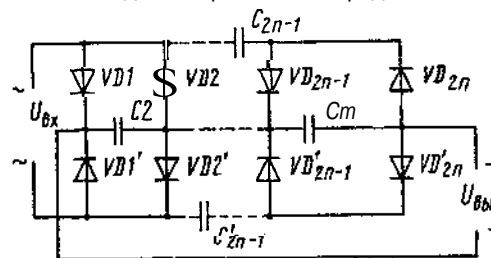 C2n-1
VD1 VD2 VD2n-1 VD2n
~
Uвх C2 Cm
~
VD1' VD2' VD'2n-1 VD'2n
Uвы
C'2n-1